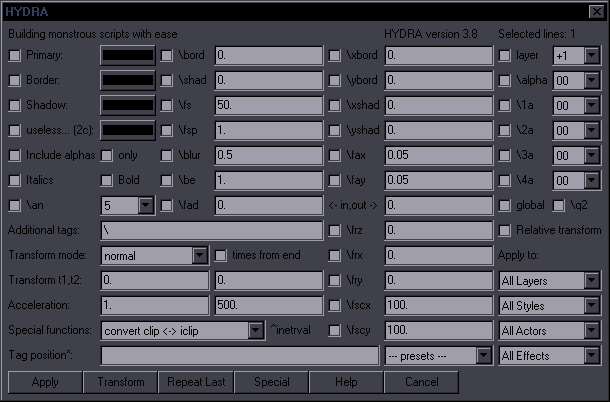 HYDRA
Building monstrous scripts with ease HYDRA version 3.8 Selected lines: 1
Primary: \bord 0. \xbord 0. layer +1
Border: \shad 0. \ybord 0. \alpha 00
Shadow: \fs 50. \xshad 0. \1a 00
useless... (2c): \fsp 1. \yshad 0. \2a 00
Include alphas only \blur 0.5 \fax 0.05 \3a 00
Italics Bold \be 1. \fay 0.05 \4a 00
\an 5 \fad 0. <- in,out -> 0. global \q2
Additional tags: \ \frz 0. Relative transform
Transform mode: normal times from end \frx 0. Apply to:
Transform t1,t2: 0. 0. \fry 0. All Layers
Acceleration: 1. 500. \fscx 100. All Styles
Special functions: convert clip <-> iclip ^inetrval \fscy 100. All Actors
Tag position*: --- presets --- All Effects
Apply Transform Repeat Last Special Help Cancel